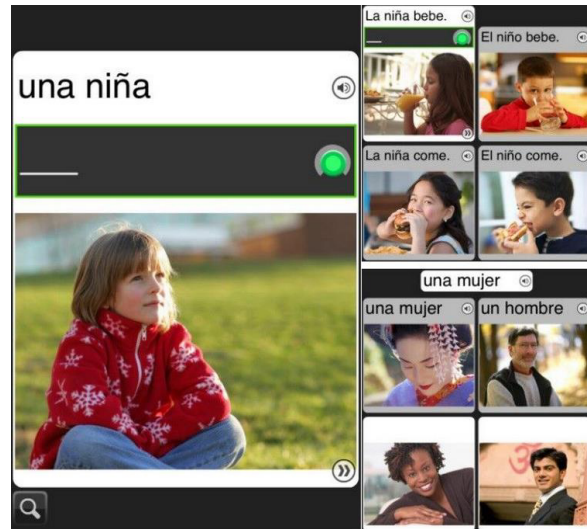 una niña
La niña bebe.
El niño bebe.
La niña come.
El niño come.
una mujer
una mujer
un hombre